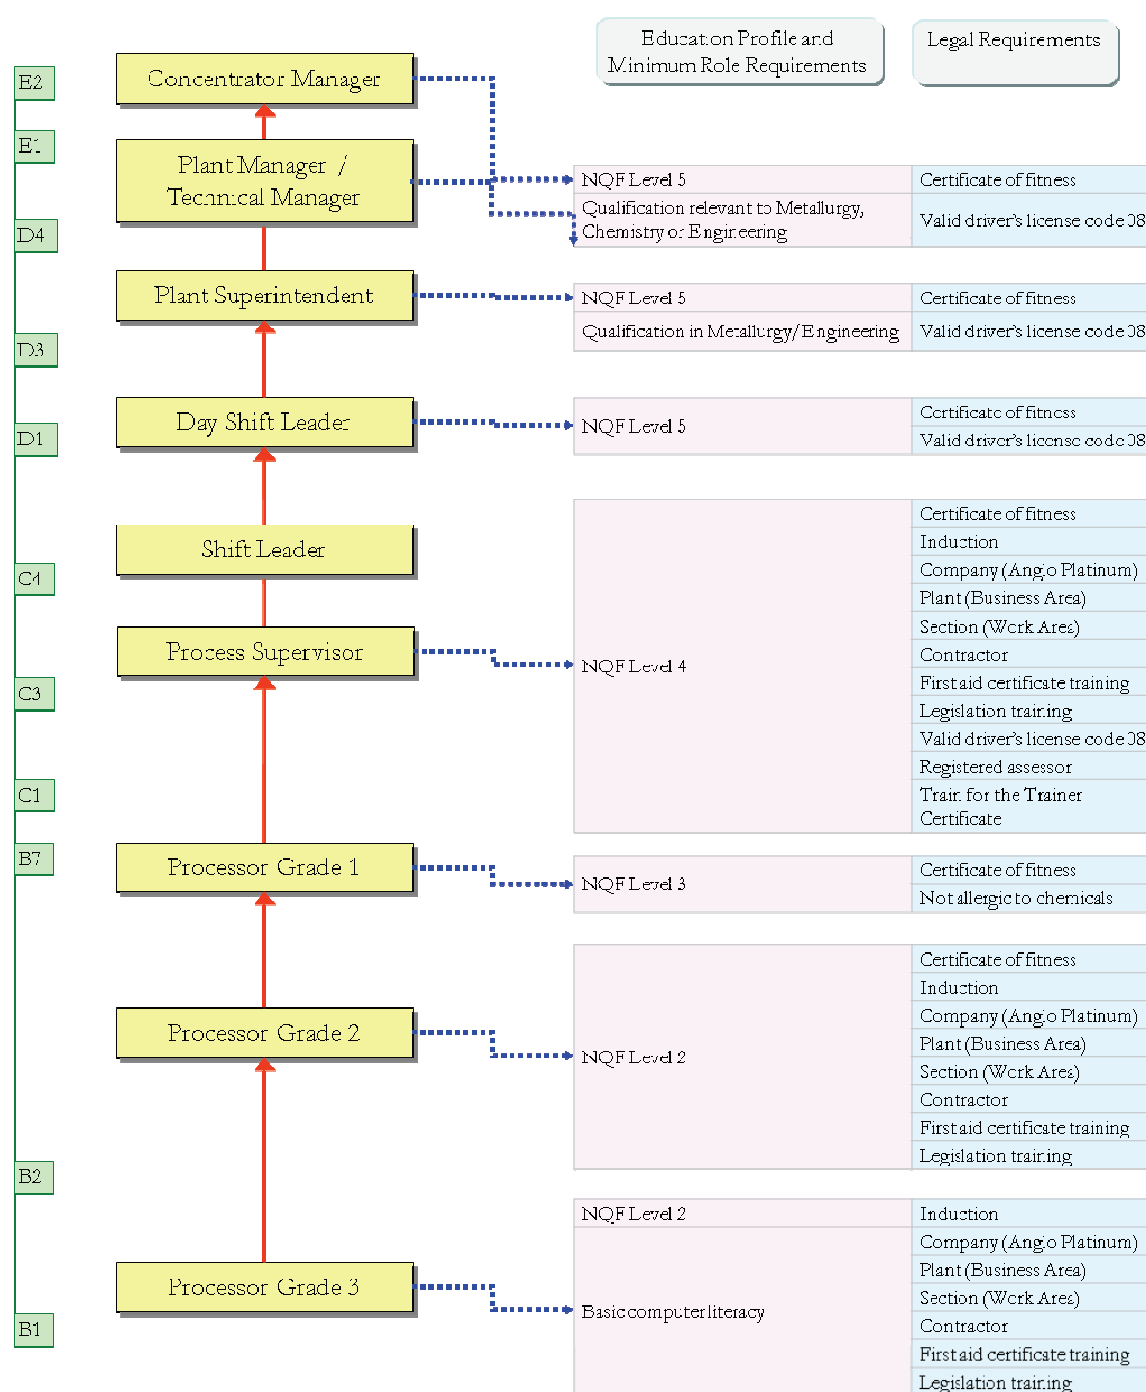 Education Profile and
Minimum Role Requirements
Legal Requirements
E2
Concentrator Manager
E1
Plant Manager /
Technical Manager
NQF Level 5
Certificate of fitness
Qualification relevant to Metallurgy,
Chemistry or Engineering
Valid driver's license code 08
D4
Plant Superintendent
NQF Level 5
Certificate of fitness
Qualification in Metallurgy/Engineering
Valid driver's license code 08
D3
Day Shift Leader
NQF Level 5
Certificate of fitness
Valid driver's license code 08
D1
Shift Leader
C4
Process Supervisor
C3
NQF Level 4
Certificate of fitness
Induction
Company (Anglo Platinum)
Plant (Business Area)
Section (Work Area)
Contractor
First aid certificate training
Legislation training
Valid driver's license code 08
Registered assessor
Train for the Trainer
Certificate
C1
B7
Processor Grade 1
NQF Level 3
Certificate of fitness
Not allergic to chemicals
Processor Grade 2
NQF Level 2
Certificate of fitness
Induction
Company (Anglo Platinum)
Plant (Business Area)
Section (Work Area)
Contractor
First aid certificate training
Legislation training
B2
Processor Grade 3
B1
NQF Level 2
Basic computer literacy
Induction
Company (Anglo Platinum)
Plant (Business Area)
Section (Work Area)
Contractor
First aid certificate training
Legislation training